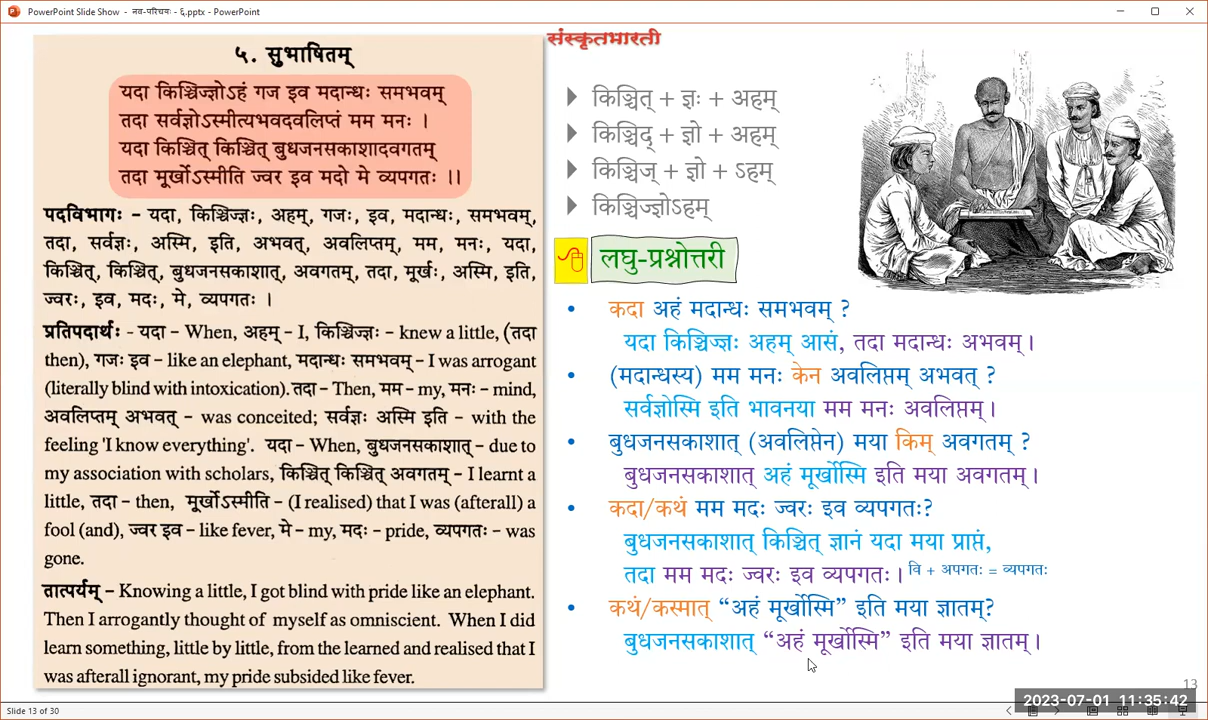 PowerPoint Slide Show - नव-परिचयः - ६.pptx - PowerPoint
५. सुभाषितम्
यदा किञ्चिज्ज्ञोऽहं गज इव मदान्धः समभवम्
तदा सर्वज्ञोऽस्मीत्यभवदवलिप्तं मम मनः ।
यदा किञ्चित् किञ्चित् बुधजनसकाशादवगतम्
तदा मूर्खोऽस्मीति ज्वर इव मदो मे व्यपगतः ।।
पदविभागः – यदा, किञ्चिज्ज्ञः, अहम्, गजः, इव, मदान्धः, समभवम्,
तदा, सर्वज्ञः, अस्मि, इति, अभवत्, अवलिप्तम्, मम, मनः, यदा,
किञ्चित्, किञ्चित्, बुधजनसकाशात्, अवगतम्, तदा, मूर्खः, अस्मि, इति,
ज्वरः, इव, मदः, मे, व्यपगतः ।
प्रतिपदार्थः - यदा – When, अहम् – I, किञ्चिज्ज्ञः – knew a little, (तदा
then), गजः इव – like an elephant, मदान्धः समभवम् – I was arrogant
(literally blind with intoxication). तदा – Then, मम – my, मनः – mind,
अवलिप्तम् अभवत् – was conceited; सर्वज्ञः अस्मि इति – with the
feeling 'I know everything'. यदा – When, बुधजनसकाशात् – due to
my association with scholars, किञ्चित् किञ्चित् अवगतम् – I learnt a
little, तदा – then, मूर्खोऽस्मीति – (I realised) that I was (afterall) a
fool (and), ज्वर इव – like fever, मे – my, मदः – pride, व्यपगतः – was
gone.
तात्पर्यम् – Knowing a little, I got blind with pride like an elephant.
Then I arrogantly thought of myself as omniscient. When I did
learn something, little by little, from the learned and realised that I
was afterall ignorant, my pride subsided like fever.
संस्कृतभारती
किञ्चित् + ज्ञः + अहम्
किञ्चिद् + ज्ञो + अहम्
किञ्चिज् + ज्ञो + ऽहम्
किञ्चिज्ज्ञोऽहम्
लघु-प्रश्नोत्तरी
• कदा अहं मदान्धः समभवम् ?
यदा किञ्चिज्ज्ञः अहम् आसं, तदा मदान्धः अभवम् ।
• (मदान्धस्य) मम मनः केन अवलिप्तम् अभवत् ?
सर्वज्ञोस्मि इति भावनया मम मनः अवलिप्तम् ।
• बुधजनसकाशात् (अवलिप्तेन) मया किम् अवगतम् ?
बुधजनसकाशात् अहं मूर्खोस्मि इति मया अवगतम् ।
• कदा/कथं मम मदः ज्वरः इव व्यपगतः?
बुधजनसकाशात् किञ्चित् ज्ञानं यदा मया प्राप्तं,
तदा मम मदः ज्वरः इव व्यपगतः । वि + अपगतः = व्यपगतः
• कथं/कस्मात् “अहं मूर्खोस्मि” इति मया ज्ञातम्?
बुधजनसकाशात् “अहं मूर्खोस्मि” इति मया ज्ञातम् ।
13
2023-07-01 11:35:42
Slide 13 of 30